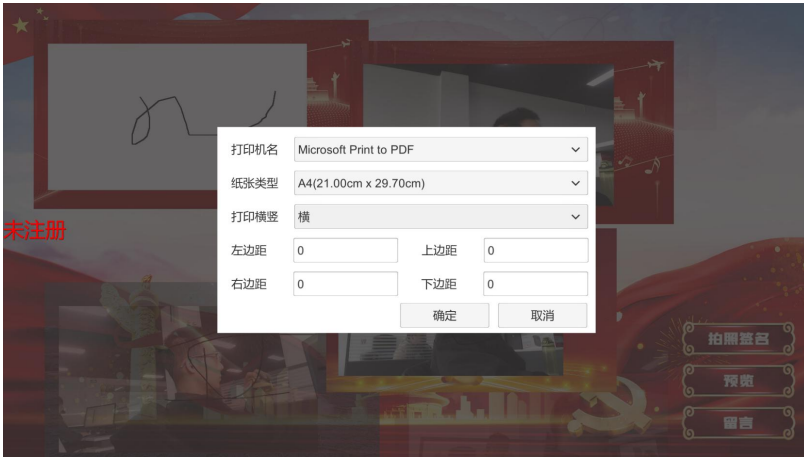 打印机名 Microsoft Print to PDF
纸张类型 A4(21.00cm x 29.70cm)
打印横竖 横
未注册
左边距 0 上边距 0
右边距 0 下边距 0
确定 取消
拍照签名
预览
留言